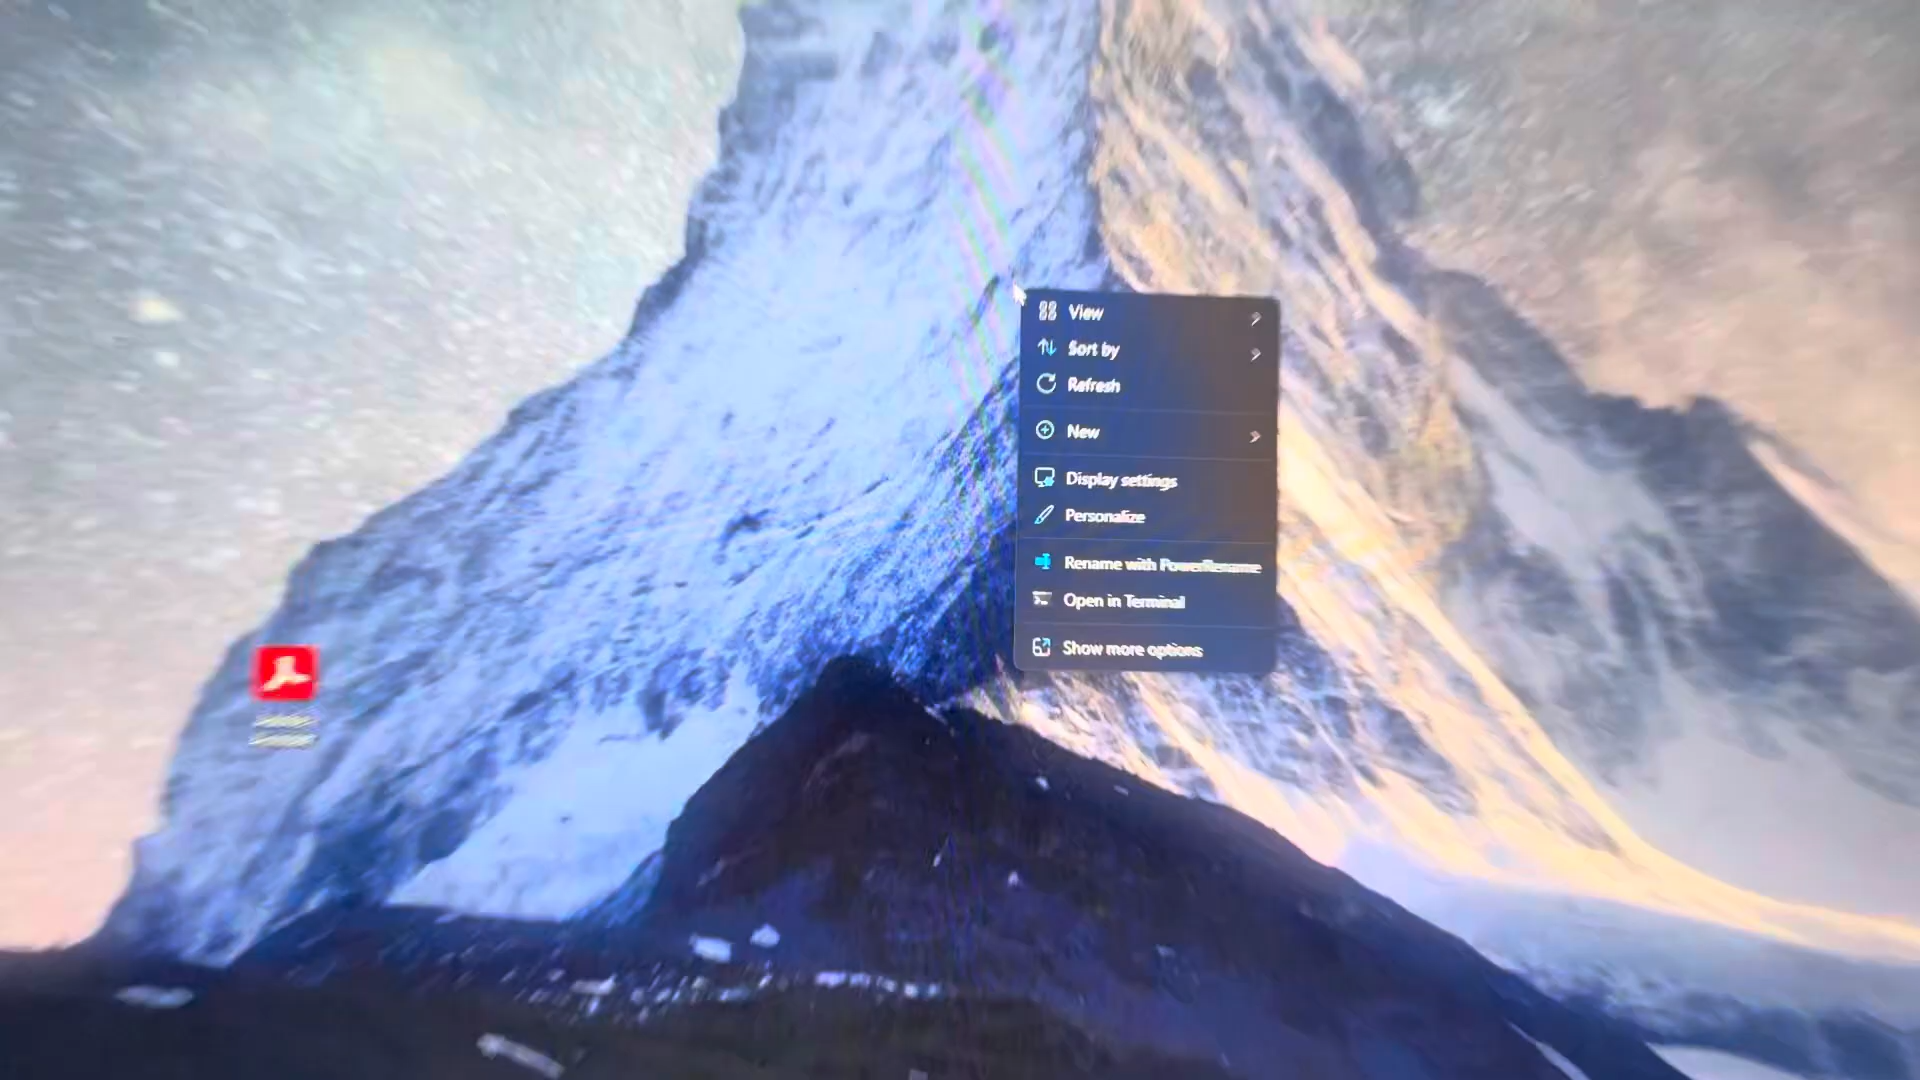 View
Sort by
Refresh
New
Display settings
Personalize
Rename with PowerRename
Open in Terminal
Show more options